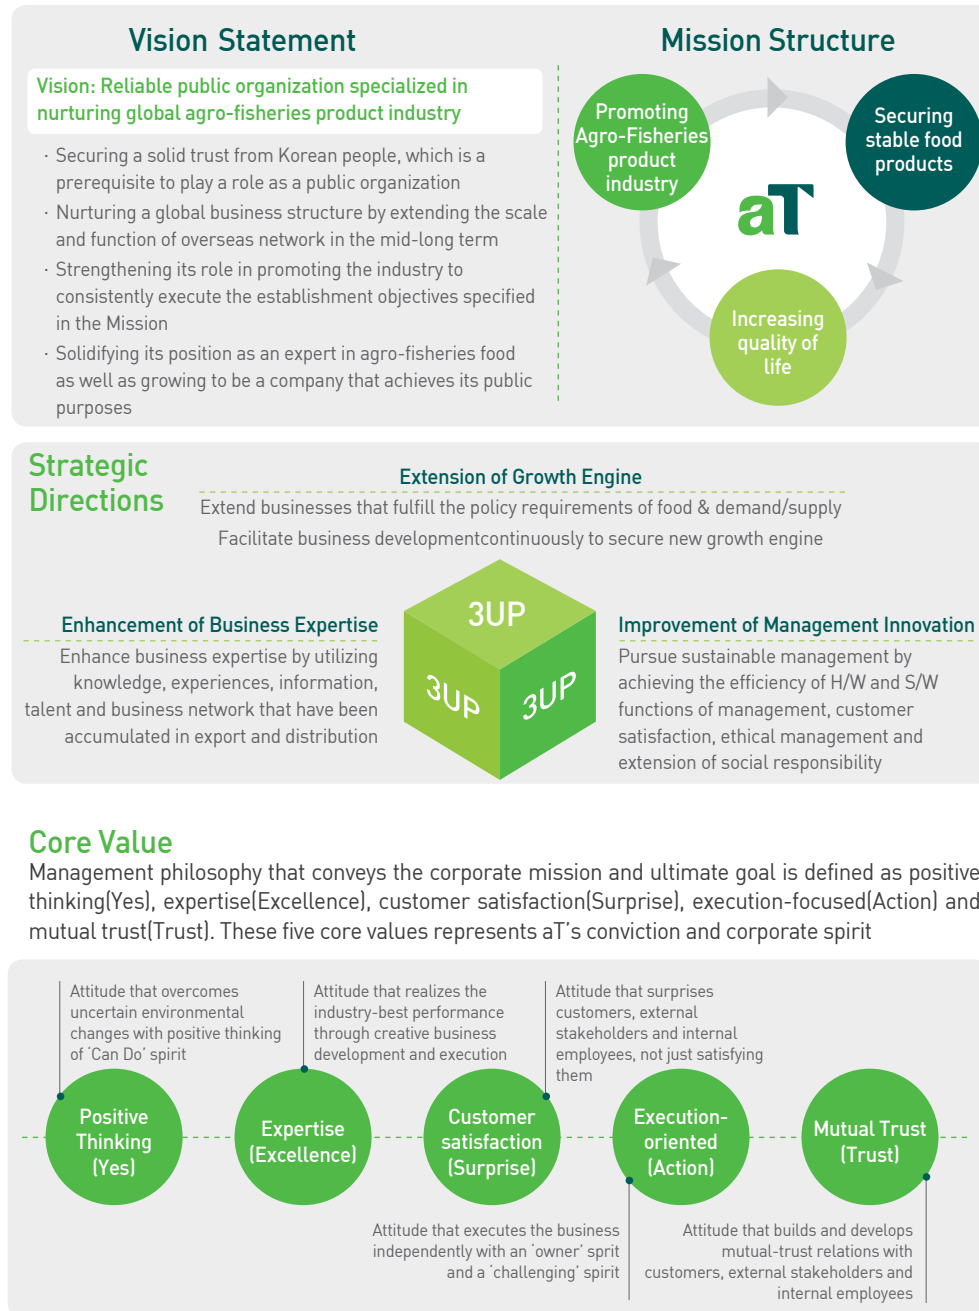 Vision Statement
Vision: Reliable public organization specialized in
nurturing global agro-fisheries product industry
· Securing a solid trust from Korean people, which is a
prerequisite to play a role as a public organization
· Nurturing a global business structure by extending the scale
and function of overseas network in the mid-long term
· Strengthening its role in promoting the industry to
consistently execute the establishment objectives specified
in the Mission
· Solidifying its position as an expert in agro-fisheries food
as well as growing to be a company that achieves its public
purposes
Mission Structure
Promoting
Agro-Fisheries
product
industry
Securing
stable food
products
aT
Increasing
quality of
life
Strategic
Directions
Extension of Growth Engine
Extend businesses that fulfill the policy requirements of food & demand/supply
Facilitate business developmentcontinuously to secure new growth engine
3UP
3UP
3UP
Enhancement of Business Expertise
Enhance business expertise by utilizing
knowledge, experiences, information,
talent and business network that have been
accumulated in export and distribution
Improvement of Management Innovation
Pursue sustainable management by
achieving the efficiency of H/W and S/W
functions of management, customer
satisfaction, ethical management and
extension of social responsibility
Core Value
Management philosophy that conveys the corporate mission and ultimate goal is defined as positive
thinking(Yes), expertise(Excellence), customer satisfaction(Surprise), execution-focused(Action) and
mutual trust(Trust). These five core values represents aT's conviction and corporate spirit
Attitude that overcomes
uncertain environmental
changes with positive thinking
of 'Can Do' spirit
Attitude that realizes the
industry-best performance
through creative business
development and execution
Attitude that surprises
customers, external
stakeholders and internal
employees, not just satisfying
them
Positive
Thinking
(Yes)
Expertise
(Excellence)
Customer
satisfaction
(Surprise)
Execution-
oriented
(Action)
Mutual Trust
(Trust)
Attitude that executes the business
independently with an 'owner' sprit
and a 'challenging' spirit
Attitude that builds and develops
mutual-trust relations with
customers, external stakeholders and
internal employees